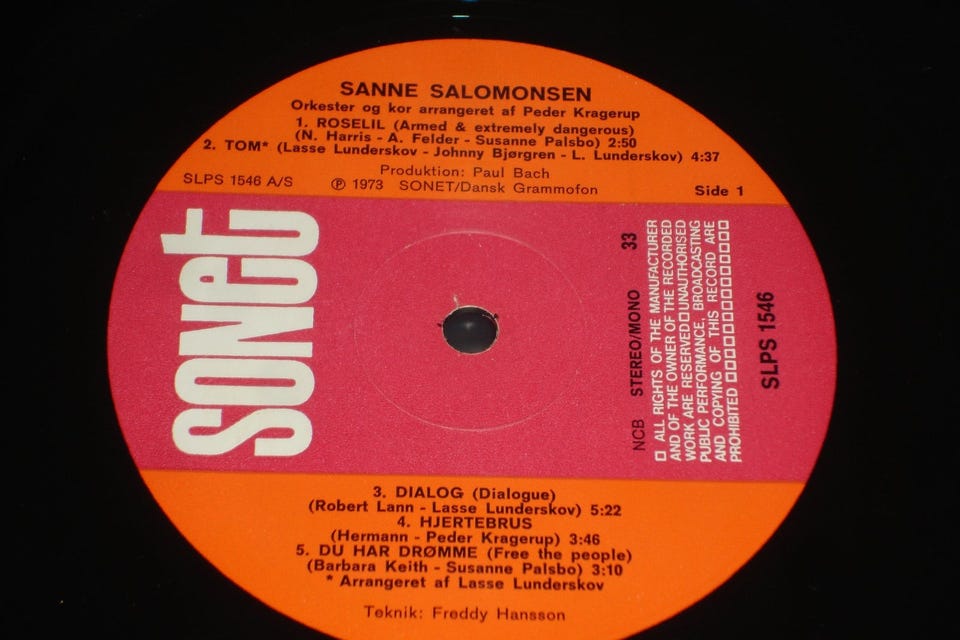 SANNE SALOMONSEN
Orkester og kor arrangeret af Peder Kragerup
1. ROSELIL (Armed & extremely dangerous)
(N. Harris - A. Felder - Susanne Palsbo) 2:50
2. TOM* (Lasse Lunderskov - Johnny Bjørgren - L. Lunderskov) 4:37
Produktion: Paul Bach
SLPS 1546 A/S
℗ 1973 SONET/Dansk Grammofon
Side 1
SONET
NCB STEREO/MONO 33
□ ALL RIGHTS OF THE MANUFACTURER
AND OF THE OWNER OF THE RECORDED
WORK ARE RESERVED□UNAUTHORISED
PUBLIC PERFORMANCE, BROADCASTING
AND COPYING OF THIS RECORD ARE
PROHIBITED □□□□□□□□□□□□
SLPS 1546
3. DIALOG (Dialogue)
(Robert Lann - Lasse Lunderskov) 5:22
4. HJERTEBRUS
(Hermann - Peder Kragerup) 3:46
5. DU HAR DRØMME (Free the people)
(Barbara Keith - Susanne Palsbo) 3:10
* Arrangeret af Lasse Lunderskov
Teknik: Freddy Hansson